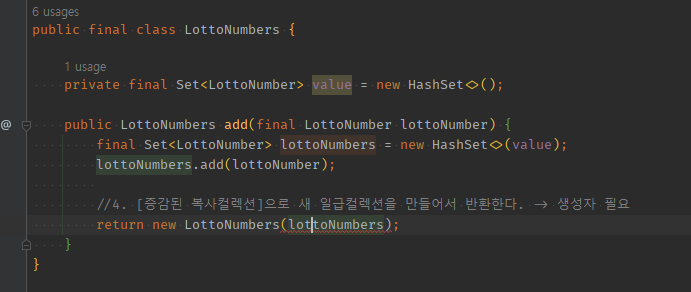 6 usages
public final class LottoNumbers {
1 usage
private final Set<LottoNumber> value = new HashSet<>();
@
public LottoNumbers add(final LottoNumber lottoNumber) {
final Set<LottoNumber> lottoNumbers = new HashSet<>(value);
lottoNumbers.add(lottoNumber);
//4. [증감된 복사컬렉션]으로 새 일급컬렉션을 만들어서 반환한다. -> 생성자 필요
return new LottoNumbers(lottoNumbers);
}
}